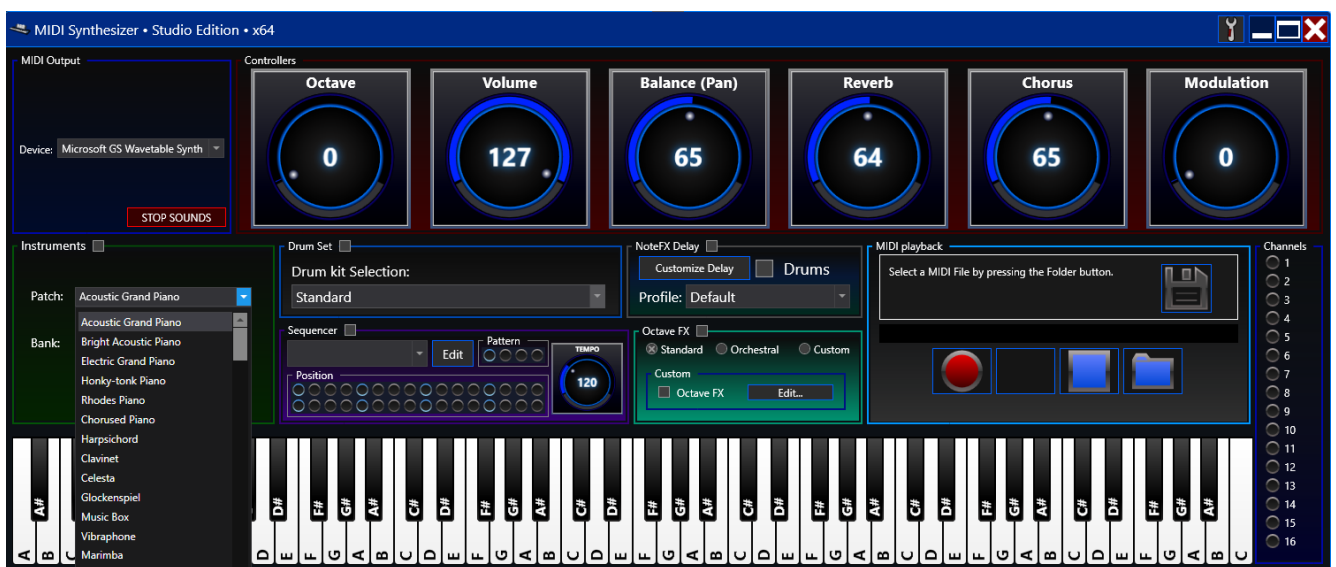 MIDI Synthesizer • Studio Edition • x64
MIDI Output
Device: Microsoft GS Wavetable Synth
STOP SOUNDS
Controllers
Octave Volume Balance (Pan) Reverb Chorus Modulation
0 127 65 64 65 0
Instruments
Patch: Acoustic Grand Piano
Acoustic Grand Piano
Bright Acoustic Piano
Electric Grand Piano
Honky-tonk Piano
Rhodes Piano
Chorused Piano
Harpsichord
Clavinet
Celesta
Glockenspiel
Music Box
Vibraphone
Marimba
Bank:
Drum Set
Drum kit Selection:
Standard
Sequencer
Edit
Pattern
Position
TEMPO
120
NoteFX Delay
Customize Delay Drums
Profile: Default
Octave FX
Standard Orchestral Custom
Custom
Octave FX Edit...
MIDI playback
Select a MIDI File by pressing the Folder button.
Channels
1
2
3
4
5
6
7
8
9
10
11
12
13
14
15
16
A# D# F# G# A# C# D# F# G# A# C# D# F# G# A# C# D# F# G# A# C# D# F# G# A#
A B C D E F G A B C D E F G A B C D E F G A B C D E F G A B C D E F G A B C